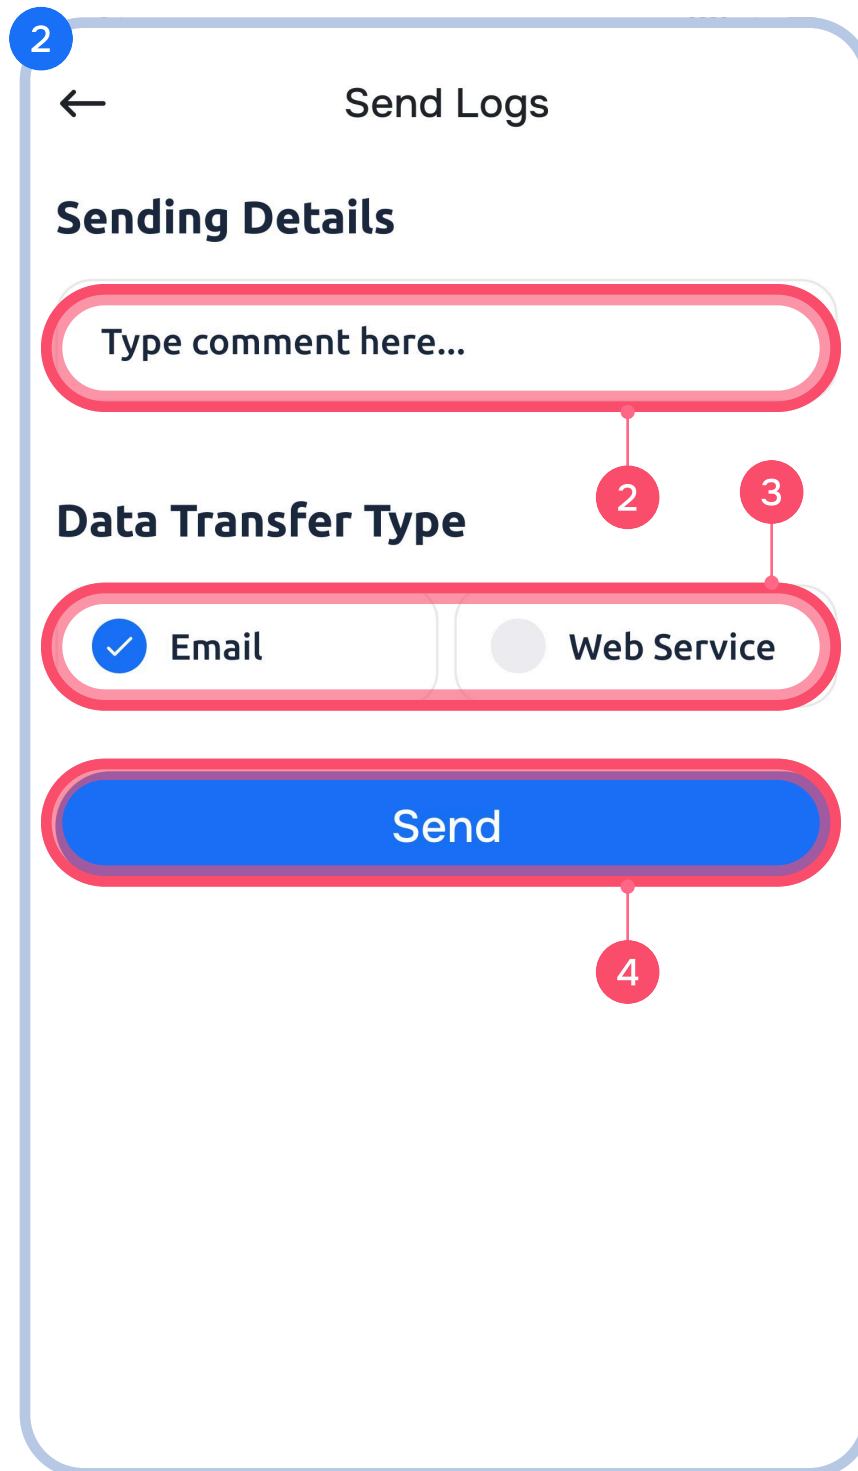 2
Send Logs
Sending Details
Type comment here...
2
3
Data Transfer Type
Email
Web Service
Send
4